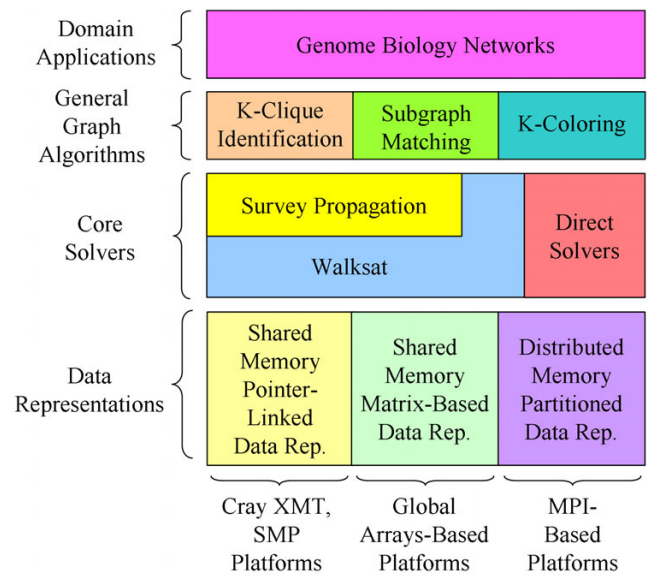 Domain
Applications
Genome Biology Networks
General
Graph
Algorithms
K-Clique
Identification
Subgraph
Matching
K-Coloring
Core
Solvers
Survey Propagation
Walksat
Direct
Solvers
Data
Representations
Shared
Memory
Pointer-
Linked
Data Rep.
Shared
Memory
Matrix-Based
Data Rep.
Distributed
Memory
Partitioned
Data Rep.
Cray XMT,
SMP
Platforms
Global
Arrays-Based
Platforms
MPI-
Based
Platforms